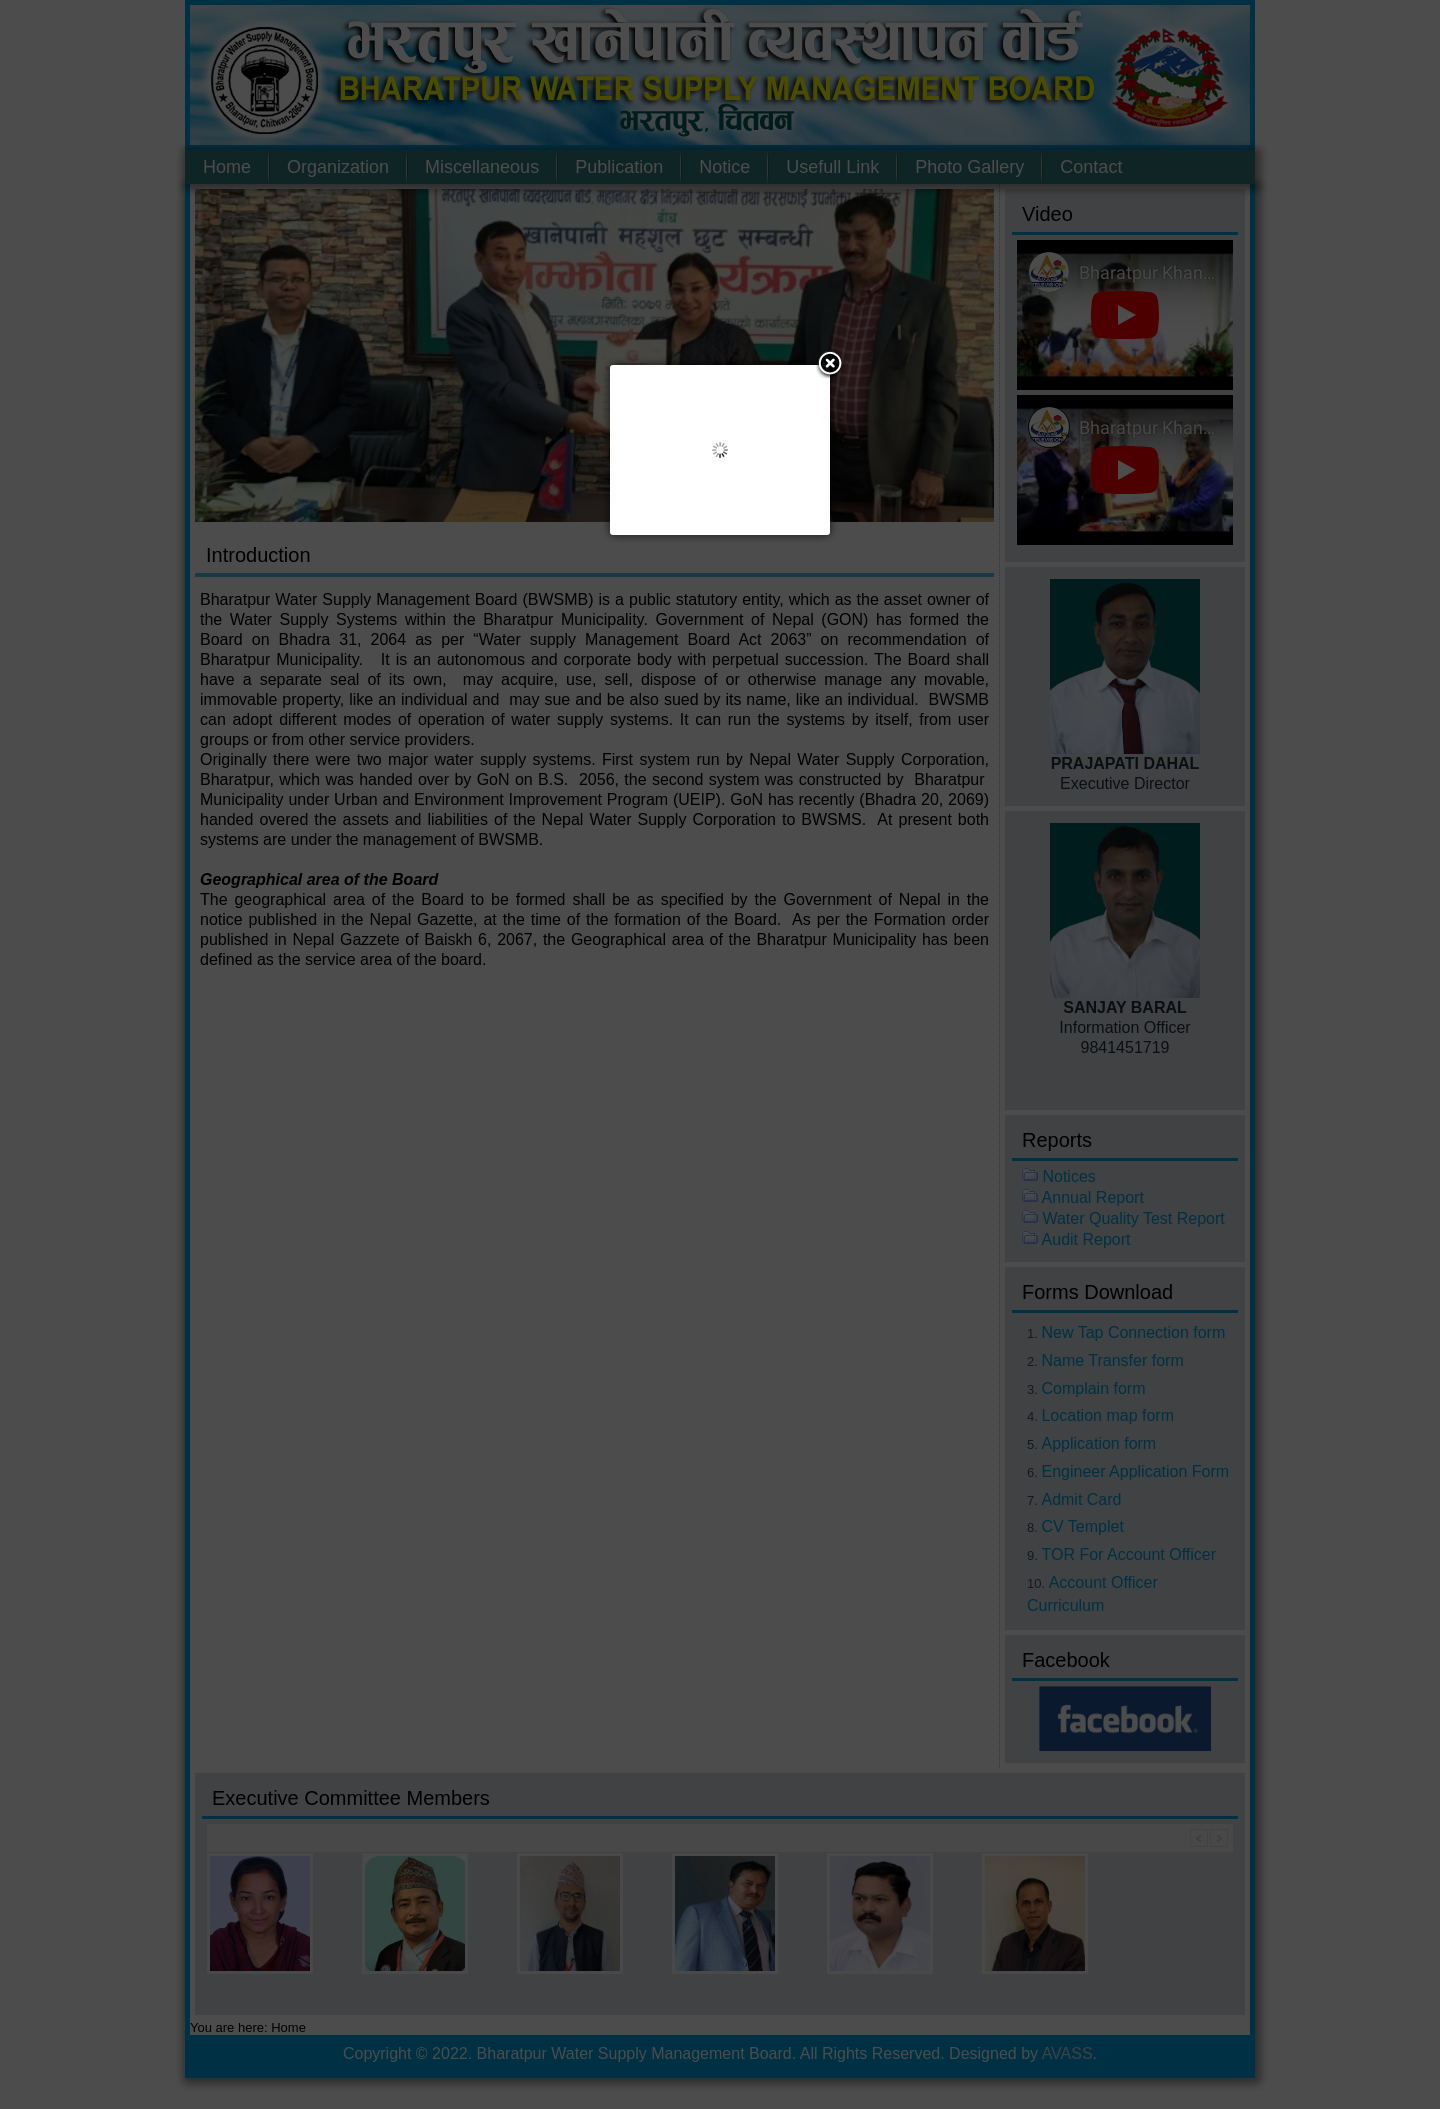 भरतपुर खानेपानी व्यवस्थापन वोर्ड
BHARATPUR WATER SUPPLY MANAGEMENT BOARD
भरतपुर, चितवन
Bharatpur Water Supply Management Board
Bharatpur, Chitwan-2064
Home
Organization
Miscellaneous
Publication
Notice
Usefull Link
Photo Gallery
Contact
खानेपानी महशुल छुट सम्बन्धी
Video
Bharatpur Khan...
Bharatpur Khan...
Introduction
Bharatpur Water Supply Management Board (BWSMB) is a public statutory entity, which as the asset owner of
the Water Supply Systems within the Bharatpur Municipality. Government of Nepal (GON) has formed the
Board on Bhadra 31, 2064 as per “Water supply Management Board Act 2063” on recommendation of
Bharatpur Municipality. It is an autonomous and corporate body with perpetual succession. The Board shall
have a separate seal of its own, may acquire, use, sell, dispose of or otherwise manage any movable,
immovable property, like an individual and may sue and be also sued by its name, like an individual. BWSMB
can adopt different modes of operation of water supply systems. It can run the systems by itself, from user
groups or from other service providers.
Originally there were two major water supply systems. First system run by Nepal Water Supply Corporation,
Bharatpur, which was handed over by GoN on B.S. 2056, the second system was constructed by Bharatpur
Municipality under Urban and Environment Improvement Program (UEIP). GoN has recently (Bhadra 20, 2069)
handed overed the assets and liabilities of the Nepal Water Supply Corporation to BWSMS. At present both
systems are under the management of BWSMB.
Geographical area of the Board
The geographical area of the Board to be formed shall be as specified by the Government of Nepal in the
notice published in the Nepal Gazette, at the time of the formation of the Board. As per the Formation order
published in Nepal Gazzete of Baiskh 6, 2067, the Geographical area of the Bharatpur Municipality has been
defined as the service area of the board.
PRAJAPATI DAHAL
Executive Director
SANJAY BARAL
Information Officer
9841451719
Reports
Notices
Annual Report
Water Quality Test Report
Audit Report
Forms Download
1. New Tap Connection form
2. Name Transfer form
3. Complain form
4. Location map form
5. Application form
6. Engineer Application Form
7. Admit Card
8. CV Templet
9. TOR For Account Officer
10. Account Officer
Curriculum
Facebook
facebook
Executive Committee Members
You are here: Home
Copyright © 2022. Bharatpur Water Supply Management Board. All Rights Reserved. Designed by AVASS.